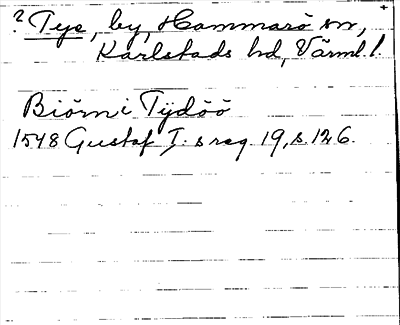 ? Tye, by, Hammarö sn,
Karlstads hd, Värml. l.
Biörn i Tydöö
1548 Gustaf I:s reg 19, s. 126.